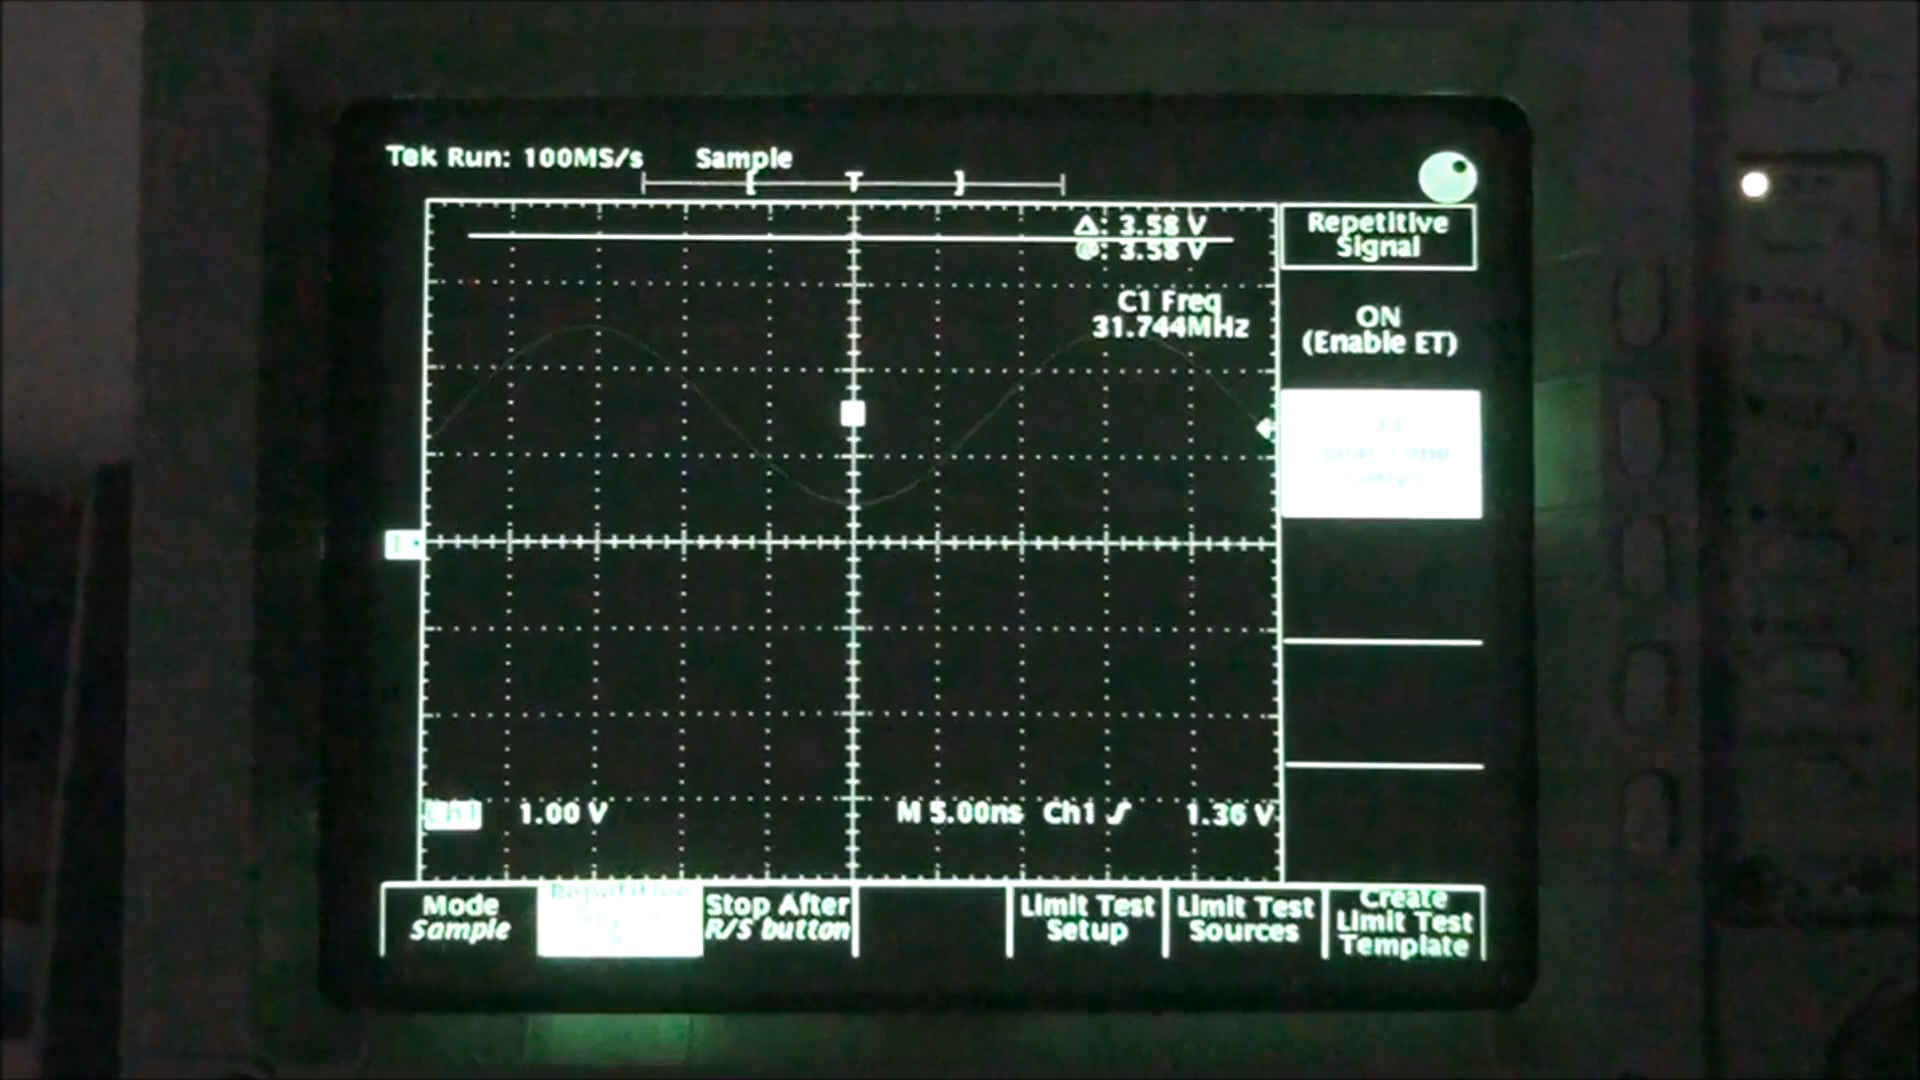 Tek Run: 100MS/s Sample
[ T ]
Δ: 3.58 V
@: 3.58 V
C1 Freq
31.744MHz
Repetitive
Signal
ON
(Enable ET)
Ch1 1.00 V M 5.00ns Ch1 1.36 V
Mode
Sample
Repetitive
Stop After
R/S button
Limit Test
Setup
Limit Test
Sources
Create
Limit Test
Template